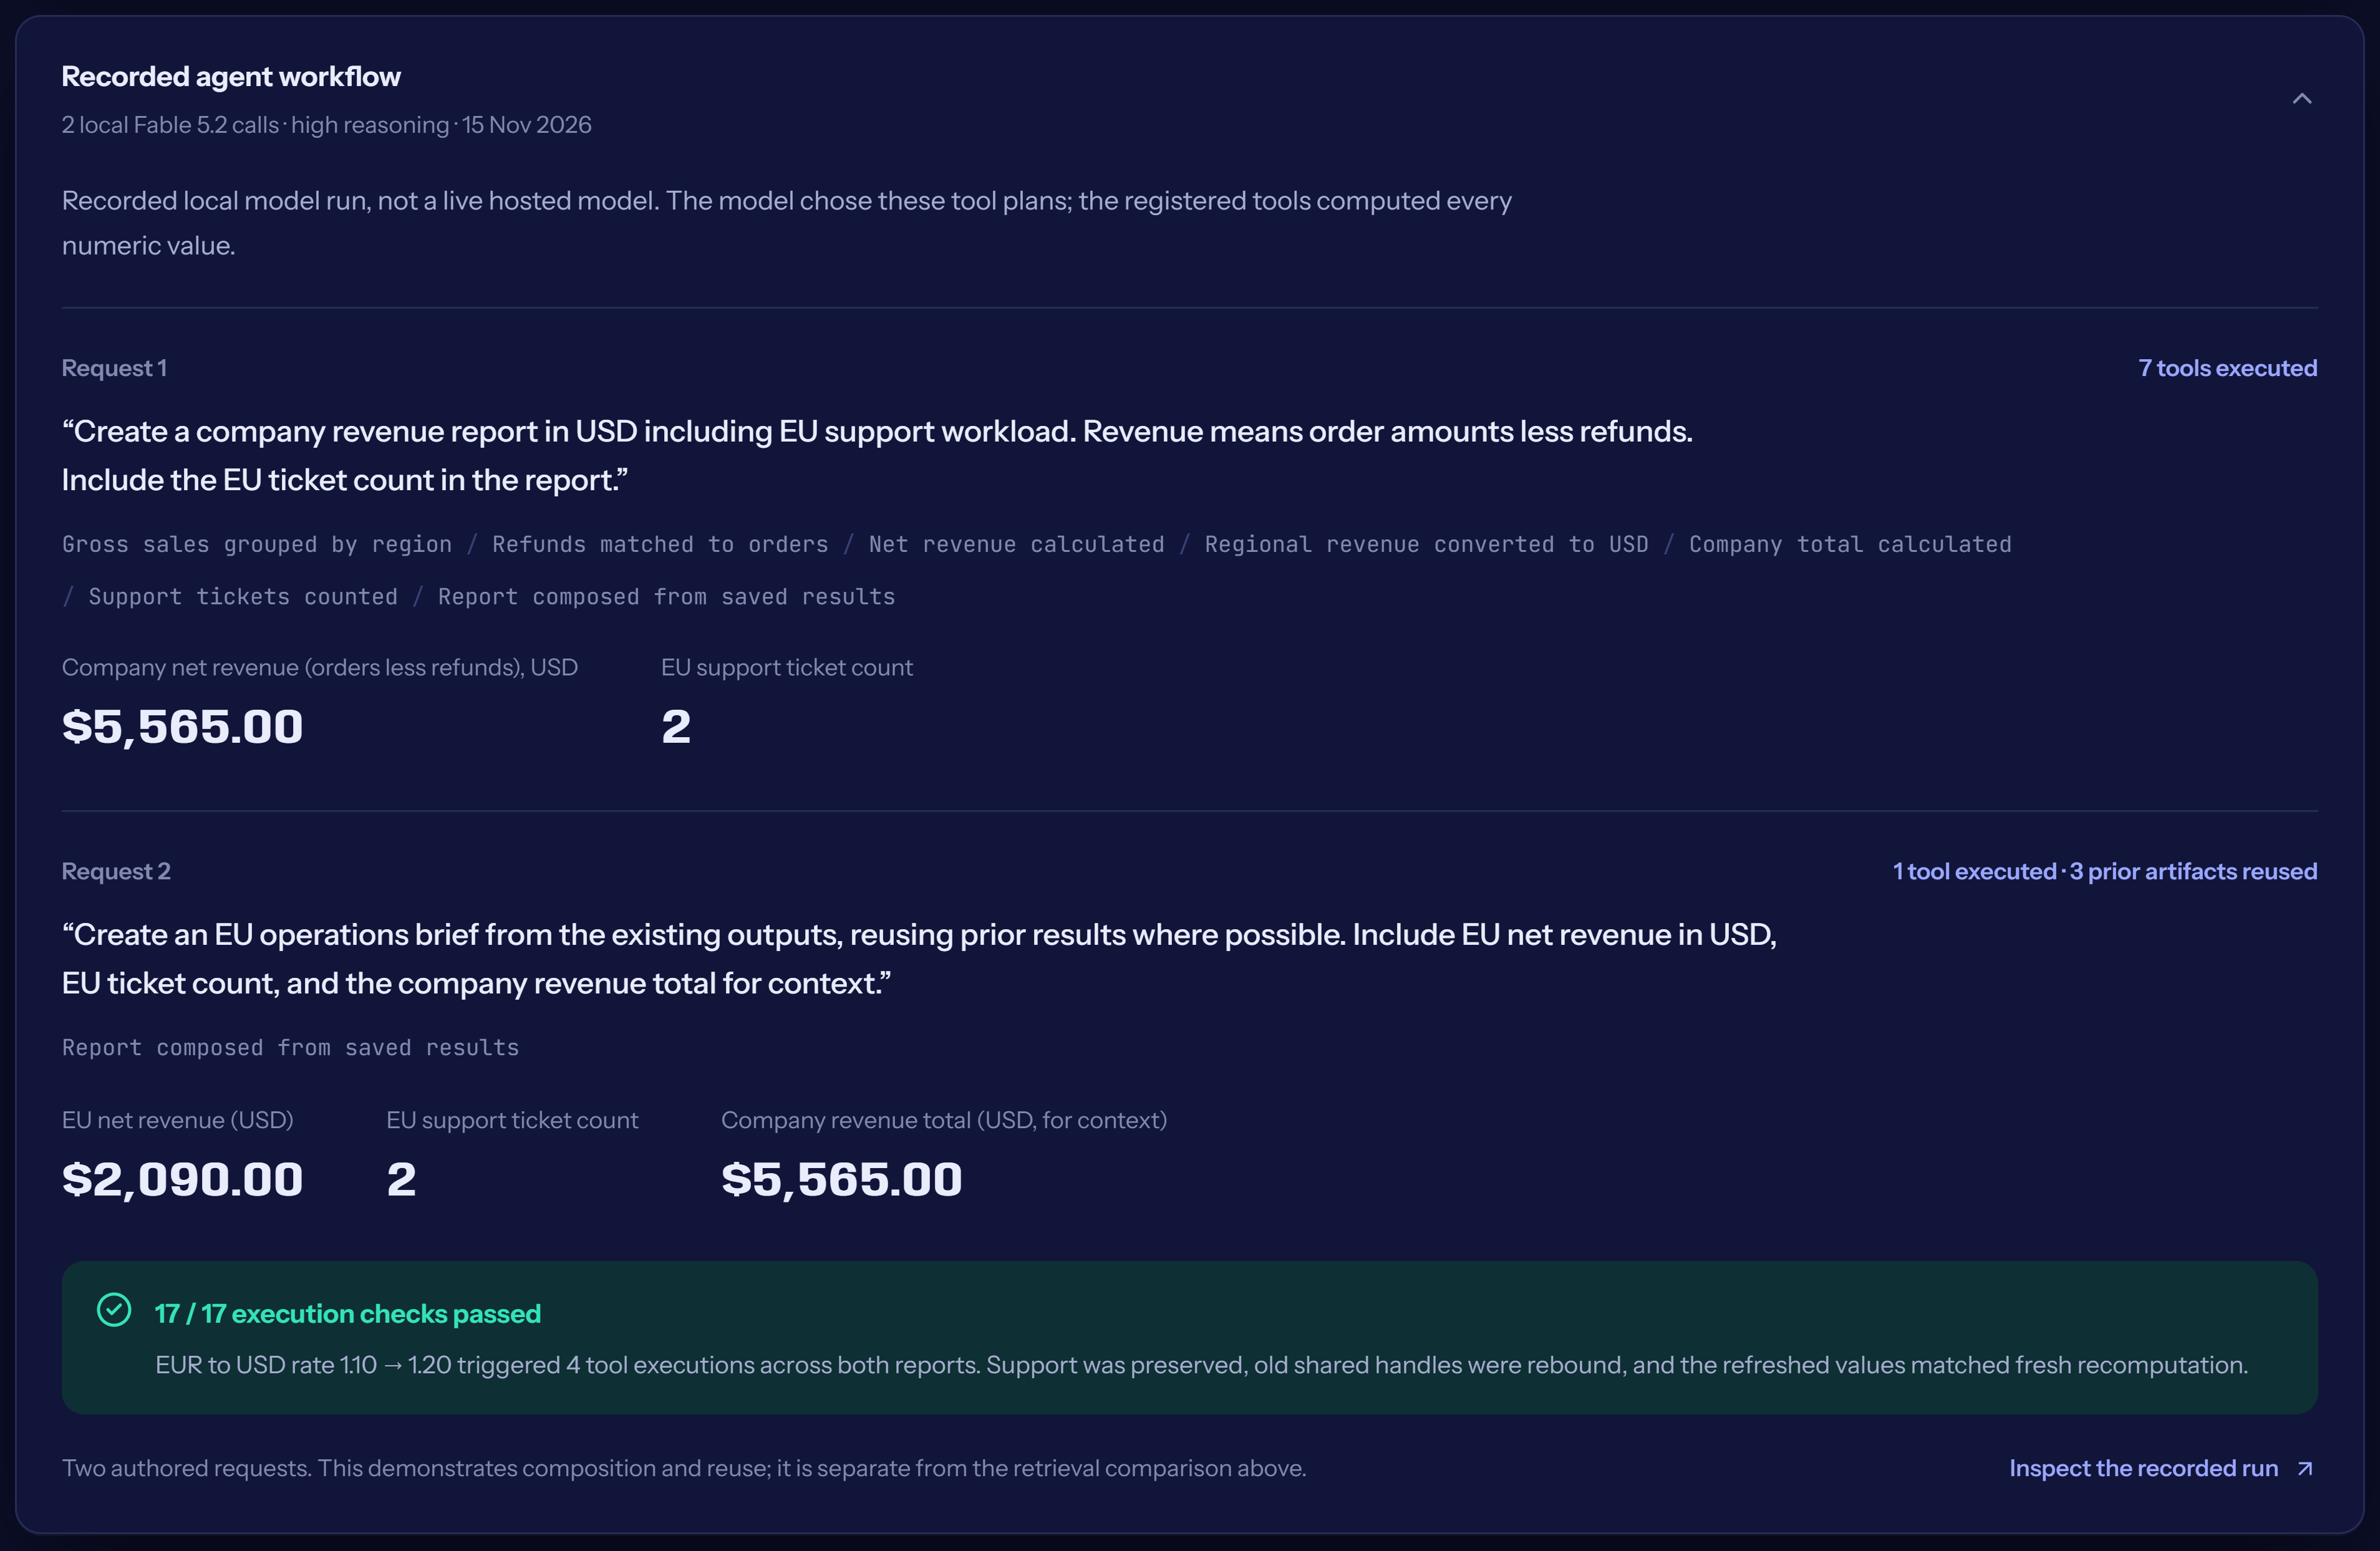 Recorded agent workflow
2 local Fable 5.2 calls · high reasoning · 15 Nov 2026
Recorded local model run, not a live hosted model. The model chose these tool plans; the registered tools computed every
numeric value.
Request 1
7 tools executed
“Create a company revenue report in USD including EU support workload. Revenue means order amounts less refunds.
Include the EU ticket count in the report.”
Gross sales grouped by region / Refunds matched to orders / Net revenue calculated / Regional revenue converted to USD / Company total calculated
/ Support tickets counted / Report composed from saved results
Company net revenue (orders less refunds), USD
EU support ticket count
$5,565.00
2
Request 2
1 tool executed · 3 prior artifacts reused
“Create an EU operations brief from the existing outputs, reusing prior results where possible. Include EU net revenue in USD,
EU ticket count, and the company revenue total for context.”
Report composed from saved results
EU net revenue (USD)
EU support ticket count
Company revenue total (USD, for context)
$2,090.00
2
$5,565.00
17 / 17 execution checks passed
EUR to USD rate 1.10 → 1.20 triggered 4 tool executions across both reports. Support was preserved, old shared handles were rebound, and the refreshed values matched fresh recomputation.
Two authored requests. This demonstrates composition and reuse; it is separate from the retrieval comparison above.
Inspect the recorded run ↗